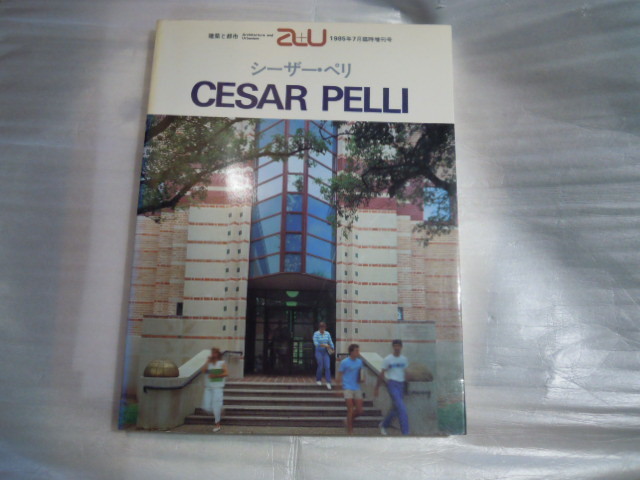 建築と都市 Architecture and Urbanism a+u 1985年7月臨時増刊号
シーザー・ペリ
CESAR PELLI